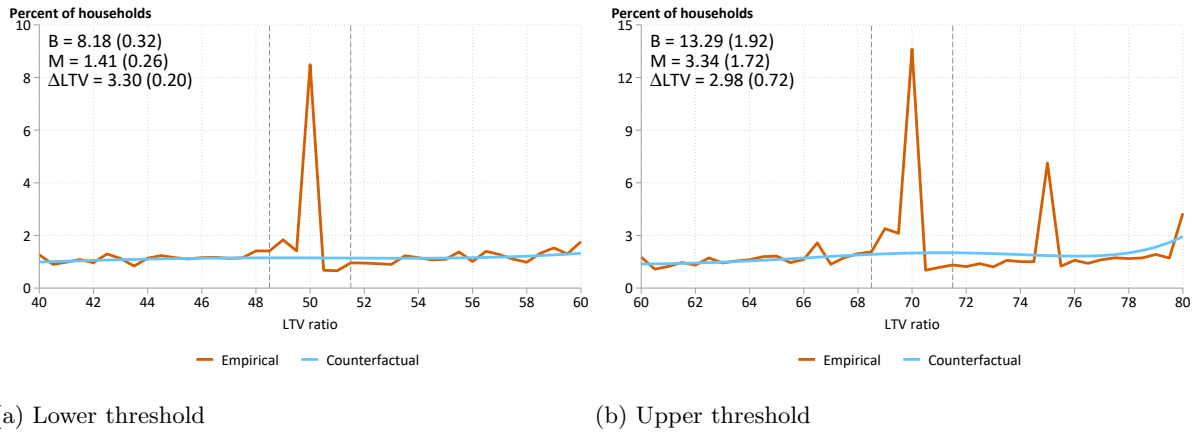 Percent of households
B = 8.18 (0.32)
M = 1.41 (0.26)
ΔLTV = 3.30 (0.20)
10
8
6
4
2
0
40 42 44 46 48 50 52 54 56 58 60
LTV ratio
Empirical Counterfactual
a) Lower threshold
Percent of households
B = 13.29 (1.92)
M = 3.34 (1.72)
ΔLTV = 2.98 (0.72)
15
12
9
6
3
0
60 62 64 66 68 70 72 74 76 78 80
LTV ratio
Empirical Counterfactual
(b) Upper threshold